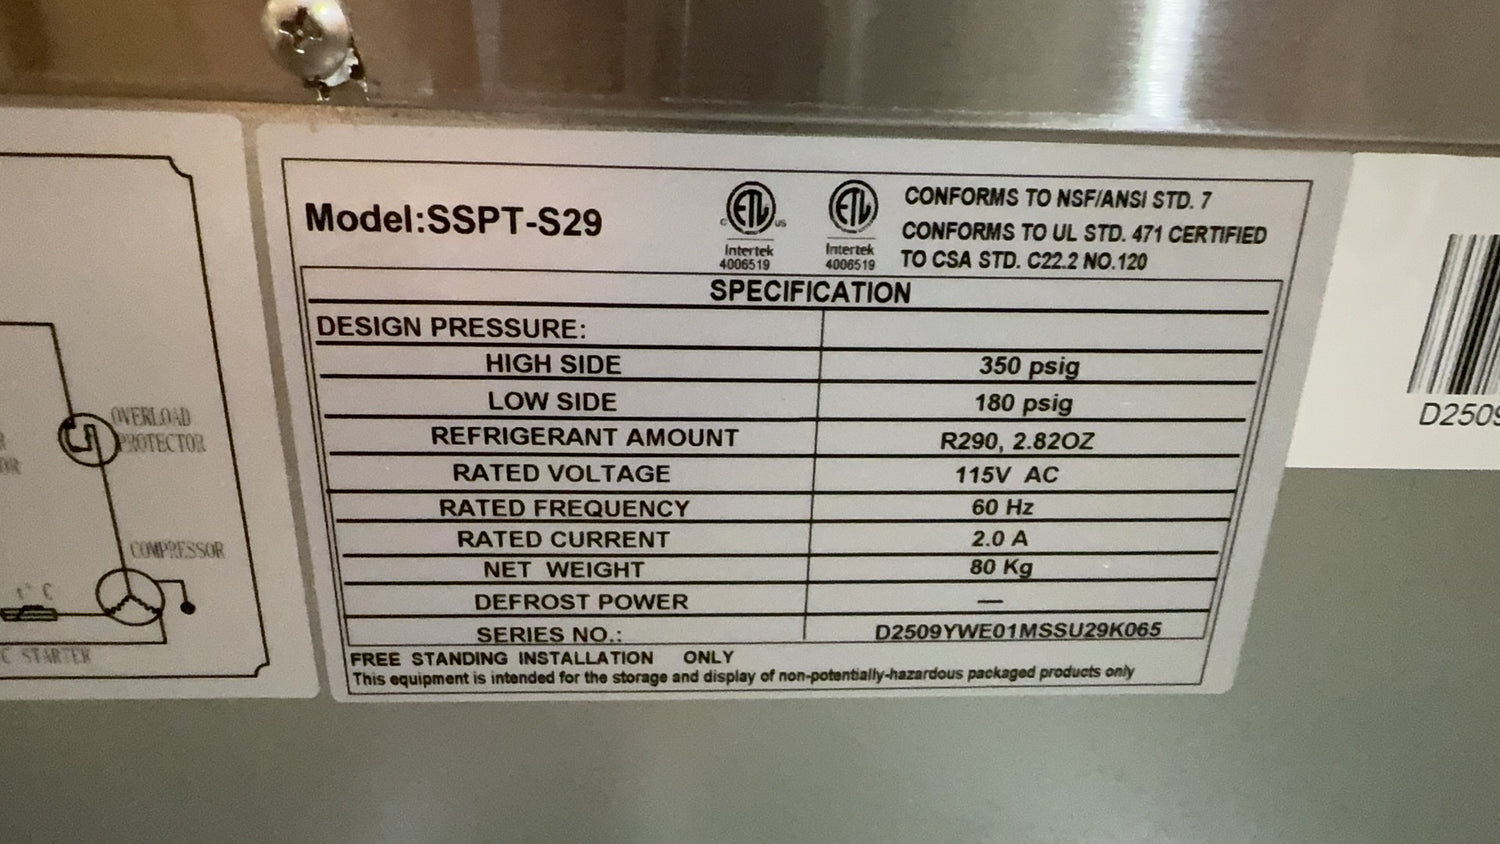 Model:SSPT-S29
ETL
C US
Intertek
4006519
ETL
Intertek
4006519
CONFORMS TO NSF/ANSI STD. 7
CONFORMS TO UL STD. 471 CERTIFIED
TO CSA STD. C22.2 NO.120
SPECIFICATION
DESIGN PRESSURE:
HIGH SIDE 350 psig
LOW SIDE 180 psig
REFRIGERANT AMOUNT R290, 2.82OZ
RATED VOLTAGE 115V AC
RATED FREQUENCY 60 Hz
RATED CURRENT 2.0 A
NET WEIGHT 80 Kg
DEFROST POWER —
SERIES NO.: D2509YWE01MSSU29K065
FREE STANDING INSTALLATION ONLY
This equipment is intended for the storage and display of non-potentially-hazardous packaged products only
OVERLOAD
PROTECTOR
COMPRESSOR
t° C
C STARTER
D2509